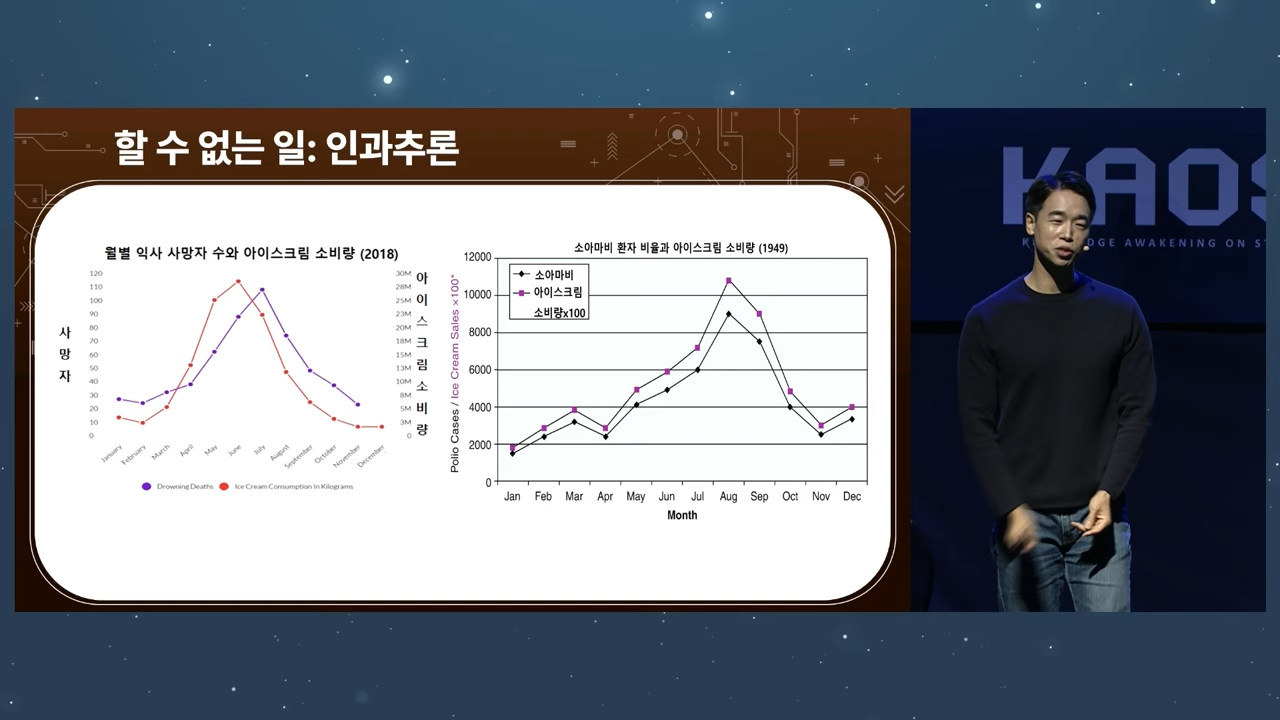 할 수 없는 일: 인과추론
월별 익사 사망자 수와 아이스크림 소비량 (2018)
사망자
120
110
100
90
80
70
60
50
40
30
20
10
0
30M
28M
25M
23M
20M
18M
15M
13M
10M
8M
5M
3M
0
아이스크림소비량
January
February
March
April
May
June
July
August
September
October
November
December
Drowning Deaths
Ice Cream Consumption In Kilograms
소아마비 환자 비율과 아이스크림 소비량 (1949)
Polio Cases / Ice Cream Sales ×100"
12000
10000
8000
6000
4000
2000
0
소아마비
아이스크림
소비량x100
Jan Feb Mar Apr May Jun Jul Aug Sep Oct Nov Dec
Month
KAOS
AWAKENING ON